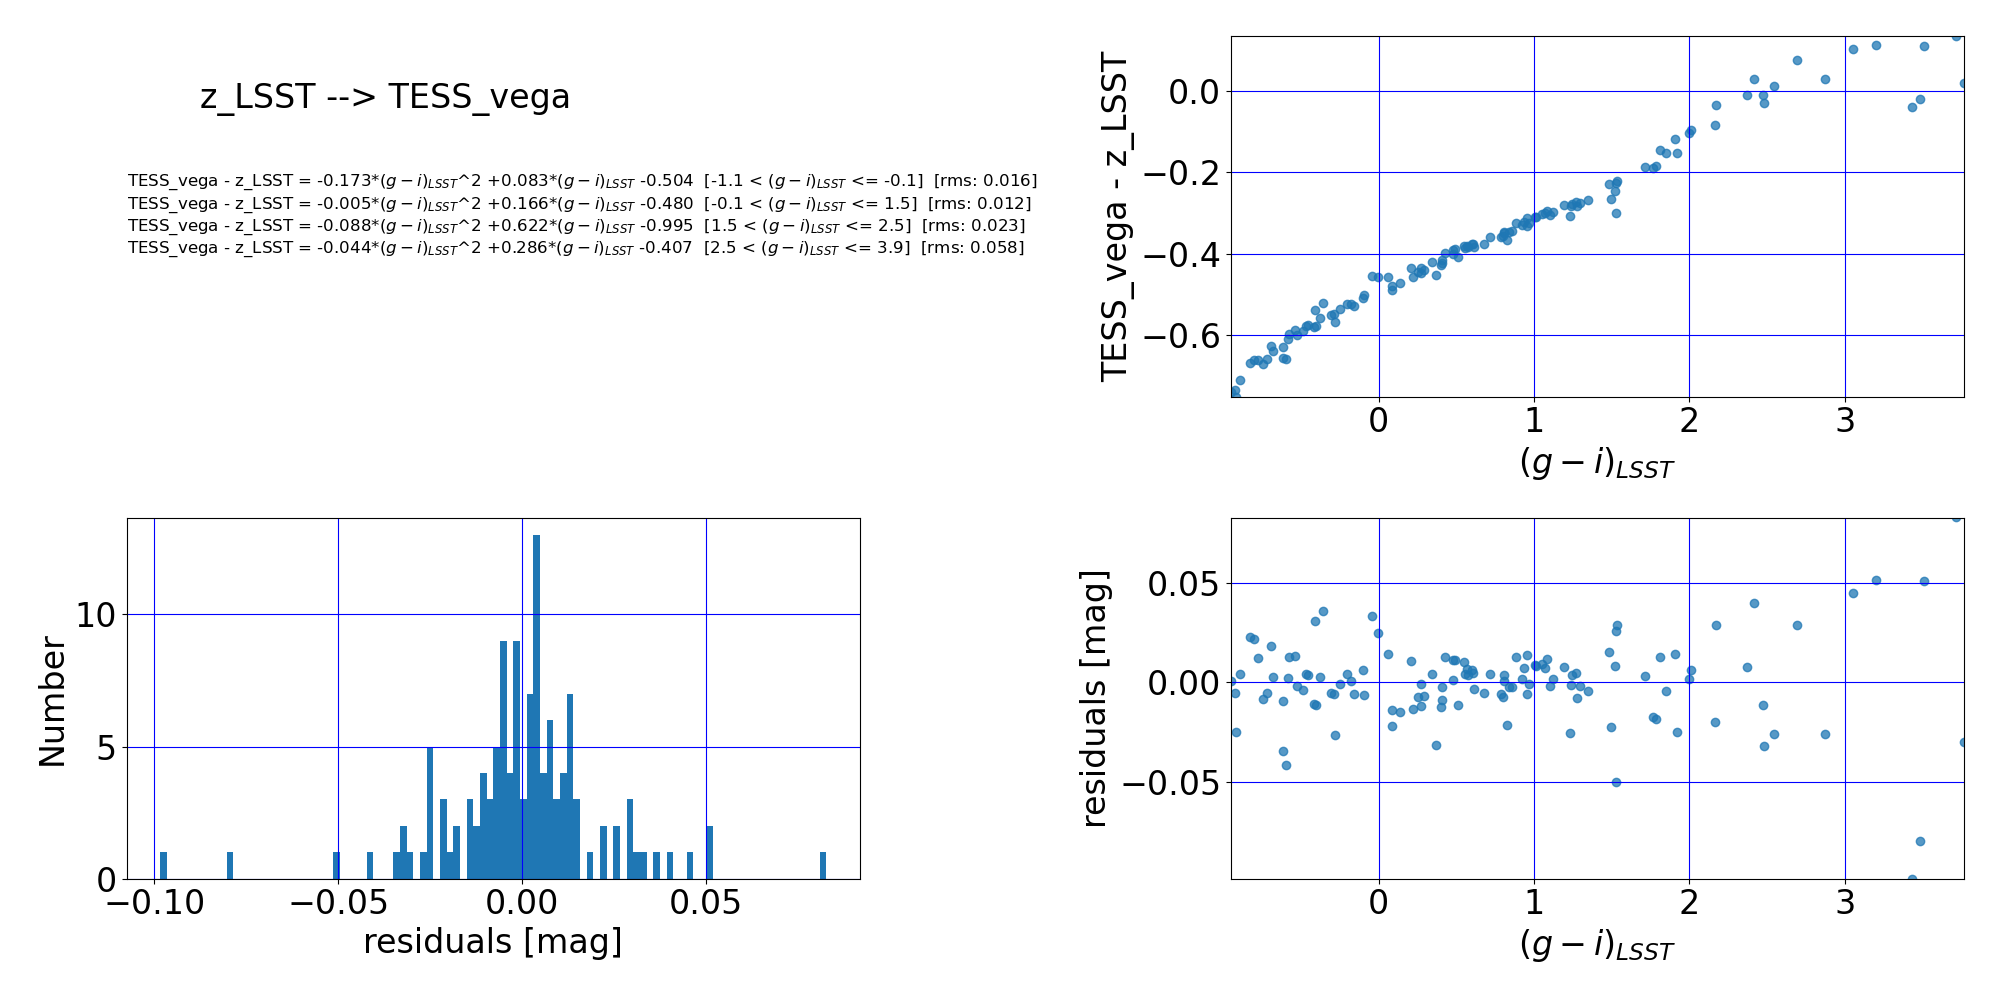 z_LSST --> TESS_vega
TESS_vega - z_LSST = -0.173*(g − i)LSST^2 +0.083*(g − i)LSST -0.504 [-1.1 < (g − i)LSST <= -0.1] [rms: 0.016]
TESS_vega - z_LSST = -0.005*(g − i)LSST^2 +0.166*(g − i)LSST -0.480 [-0.1 < (g − i)LSST <= 1.5] [rms: 0.012]
TESS_vega - z_LSST = -0.088*(g − i)LSST^2 +0.622*(g − i)LSST -0.995 [1.5 < (g − i)LSST <= 2.5] [rms: 0.023]
TESS_vega - z_LSST = -0.044*(g − i)LSST^2 +0.286*(g − i)LSST -0.407 [2.5 < (g − i)LSST <= 3.9] [rms: 0.058]
TESS_vega - z_LSST
0.0
−0.2
−0.4
−0.6
0 1 2 3
(g − i)LSST
Number
10
5
0
−0.10 −0.05 0.00 0.05
residuals [mag]
residuals [mag]
0.05
0.00
−0.05
0 1 2 3
(g − i)LSST